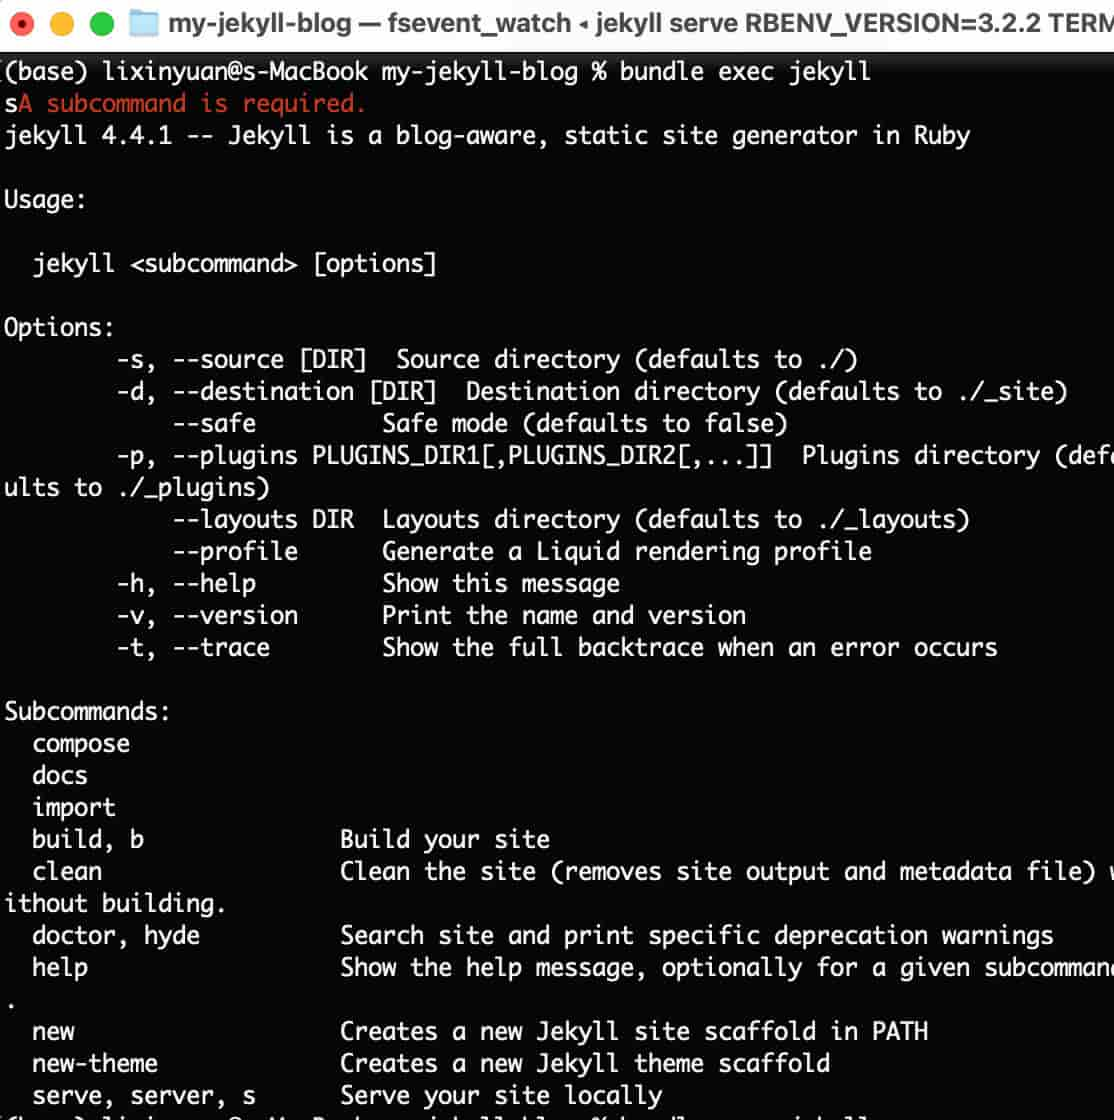 my-jekyll-blog — fsevent_watch ◂ jekyll serve RBENV_VERSION=3.2.2 TERM
(base) lixinyuan@s-MacBook my-jekyll-blog % bundle exec jekyll
sA subcommand is required.
jekyll 4.4.1 -- Jekyll is a blog-aware, static site generator in Ruby
Usage:
jekyll <subcommand> [options]
Options:
-s, --source [DIR]  Source directory (defaults to ./)
-d, --destination [DIR]  Destination directory (defaults to ./_site)
--safe         Safe mode (defaults to false)
-p, --plugins PLUGINS_DIR1[,PLUGINS_DIR2[,...]]  Plugins directory (defa
ults to ./_plugins)
--layouts DIR  Layouts directory (defaults to ./_layouts)
--profile      Generate a Liquid rendering profile
-h, --help         Show this message
-v, --version      Print the name and version
-t, --trace        Show the full backtrace when an error occurs
Subcommands:
compose
docs
import
build, b              Build your site
clean                 Clean the site (removes site output and metadata file) w
ithout building.
doctor, hyde          Search site and print specific deprecation warnings
help                  Show the help message, optionally for a given subcommand
.
new                   Creates a new Jekyll site scaffold in PATH
new-theme             Creates a new Jekyll theme scaffold
serve, server, s      Serve your site locally